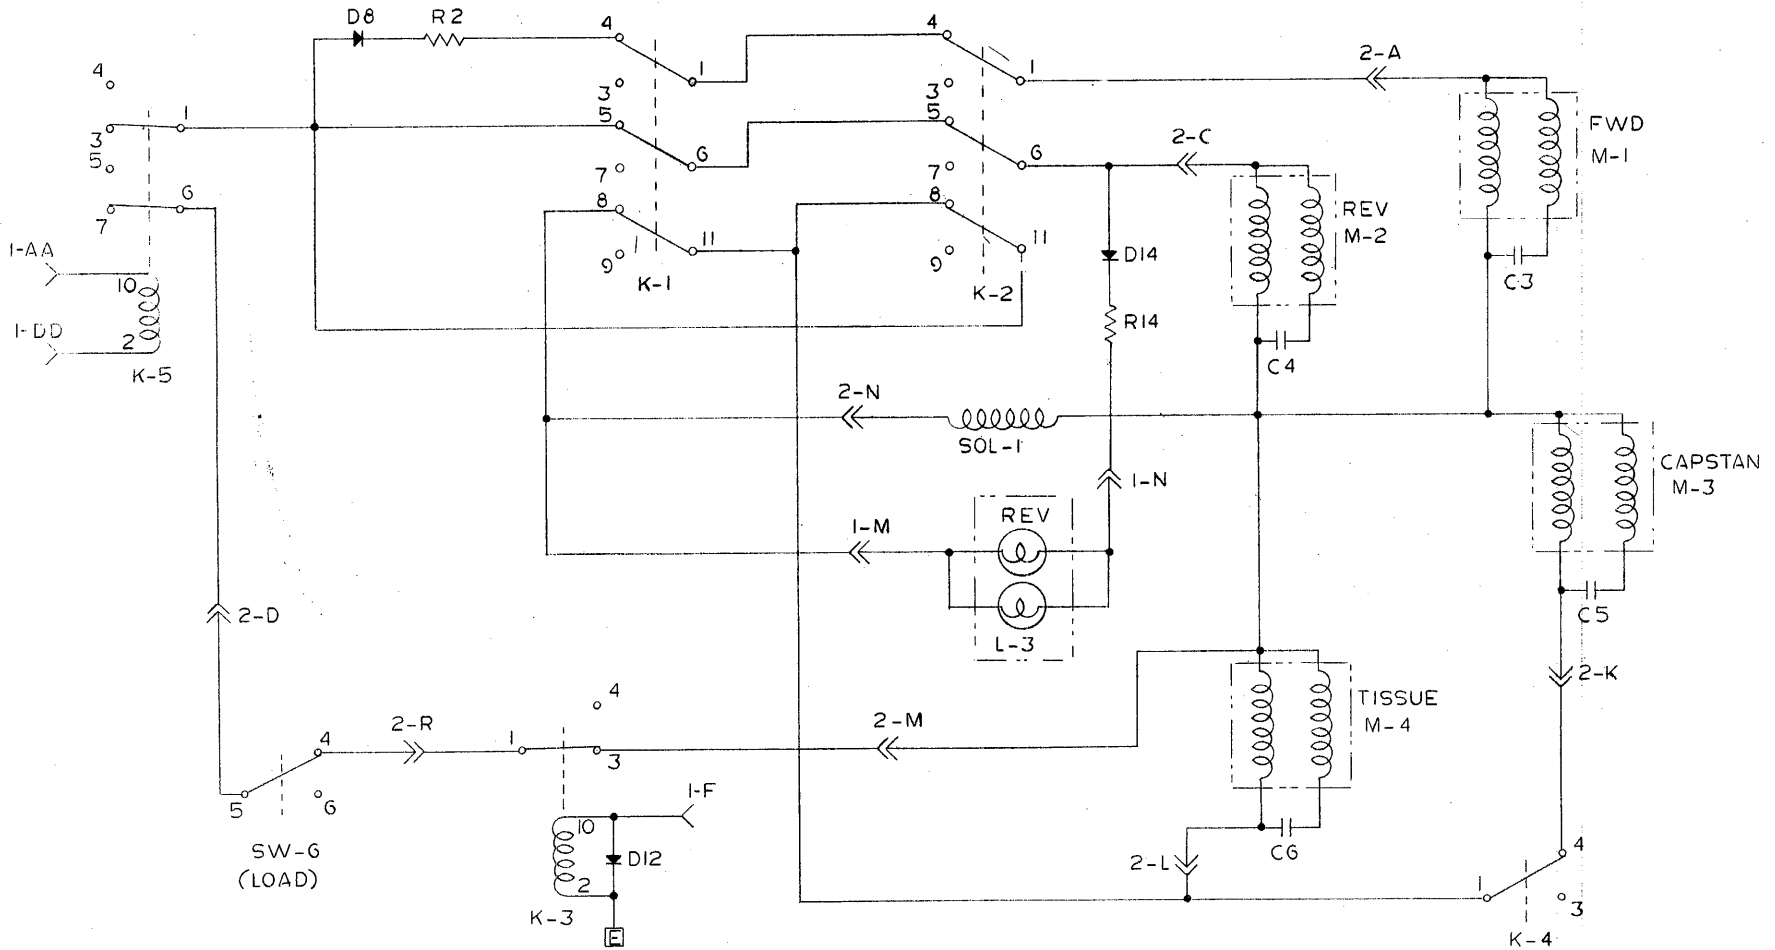 D8 R2
4 4
1 1 2-A
4
3 3
1 5 5 FWD
M-1
3 2-C
5 6 6
7 7
6 8 8 REV
M-2
7 11 11
1-AA 9 9 D14
10 K-1 K-2 C3
1-DD R14
2
K-5 C4
2-N
SOL-1
CAPSTAN
M-3
1-N
REV
1-M
2-D C5
L-3
2-K
4 TISSUE
M-4
2-R 2-M
4 1
3
5 6 1-F
10
SW-6 D12 C6 4
(LOAD) 2-L
2 1
K-3 3
E K-4